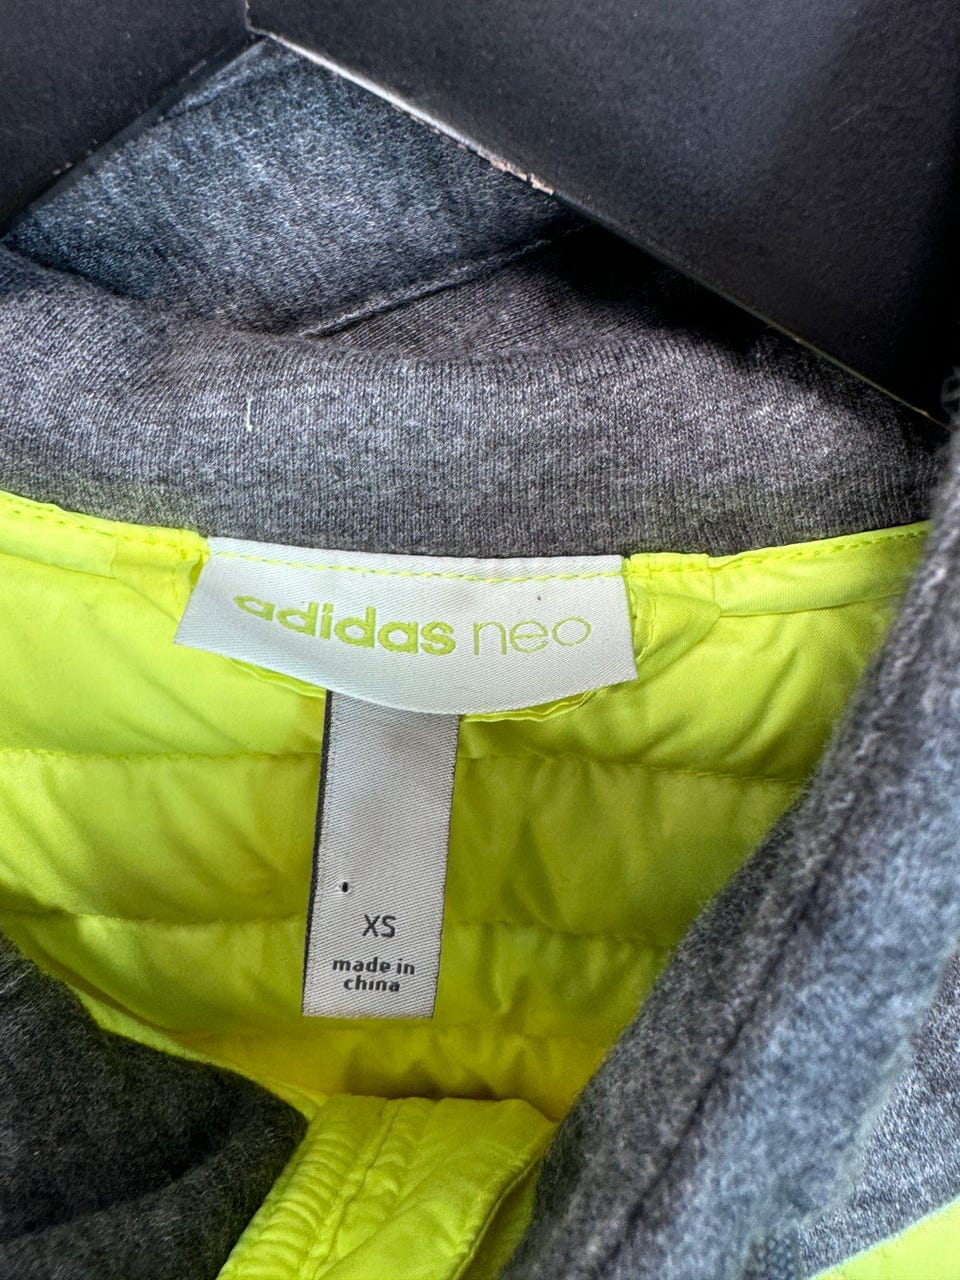 adidas neo
XS
made in
china